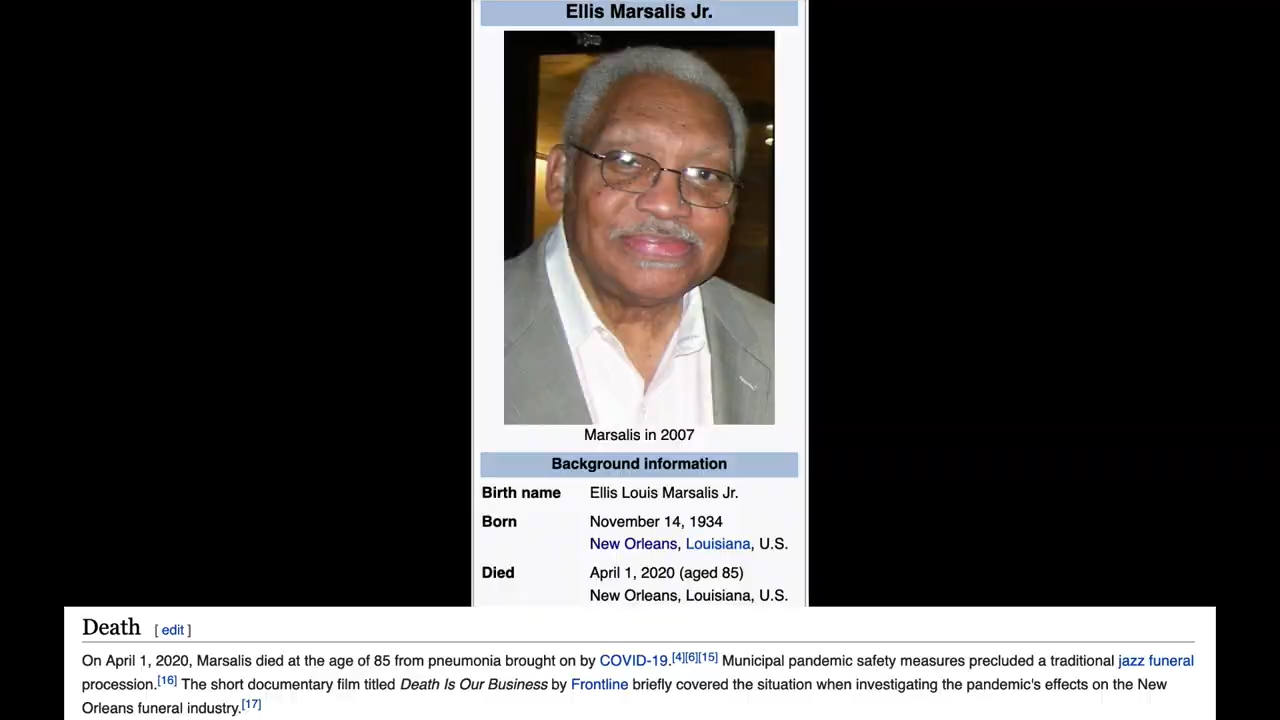 Ellis Marsalis Jr.
Marsalis in 2007
Background information
Birth name Ellis Louis Marsalis Jr.
Born November 14, 1934
New Orleans, Louisiana, U.S.
Died April 1, 2020 (aged 85)
New Orleans, Louisiana, U.S.
Death [ edit ]
On April 1, 2020, Marsalis died at the age of 85 from pneumonia brought on by COVID-19.[4][6][15] Municipal pandemic safety measures precluded a traditional jazz funeral
procession.[16] The short documentary film titled Death Is Our Business by Frontline briefly covered the situation when investigating the pandemic's effects on the New
Orleans funeral industry.[17]